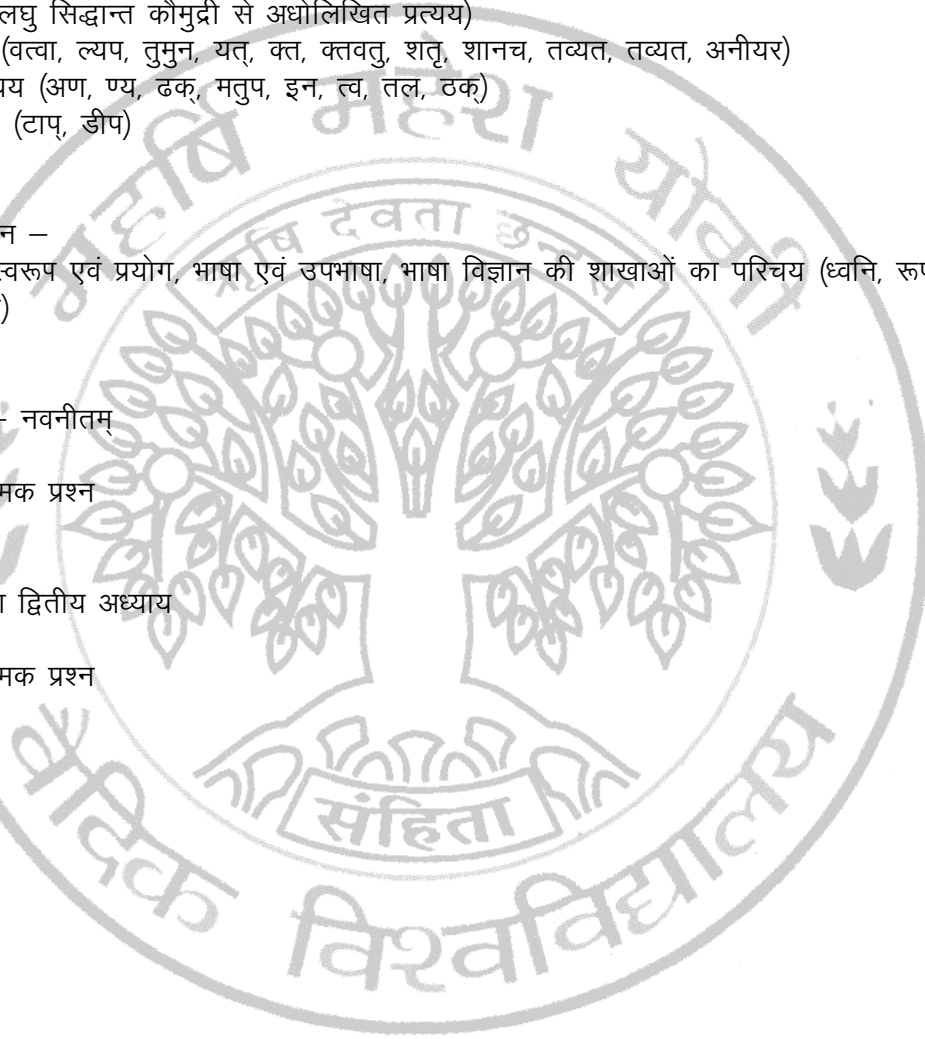 लघु सिद्धान्त कौमुद्री से अधोलिखित प्रत्यय)
(वत्वा, ल्यप, तुमुन, यत्, क्त, क्तवतु, शतृ, शानच, तव्यत, तव्यत, अनीयर)
यय (अण, ण्य, ढक्, मतुप, इन, त्व, तल, ठक्)
(टाप्, डीप)
न –
स्वरूप एवं प्रयोग, भाषा एवं उपभाषा, भाषा विज्ञान की शाखाओं का परिचय (ध्वनि, रूप
)
– नवनीतम्
मक प्रश्न
ा द्वितीय अध्याय
मक प्रश्न
महर्षि महेश योगी
ऋषि देवता छन्दस्
संहिता
वैदिक विश्वविद्यालय